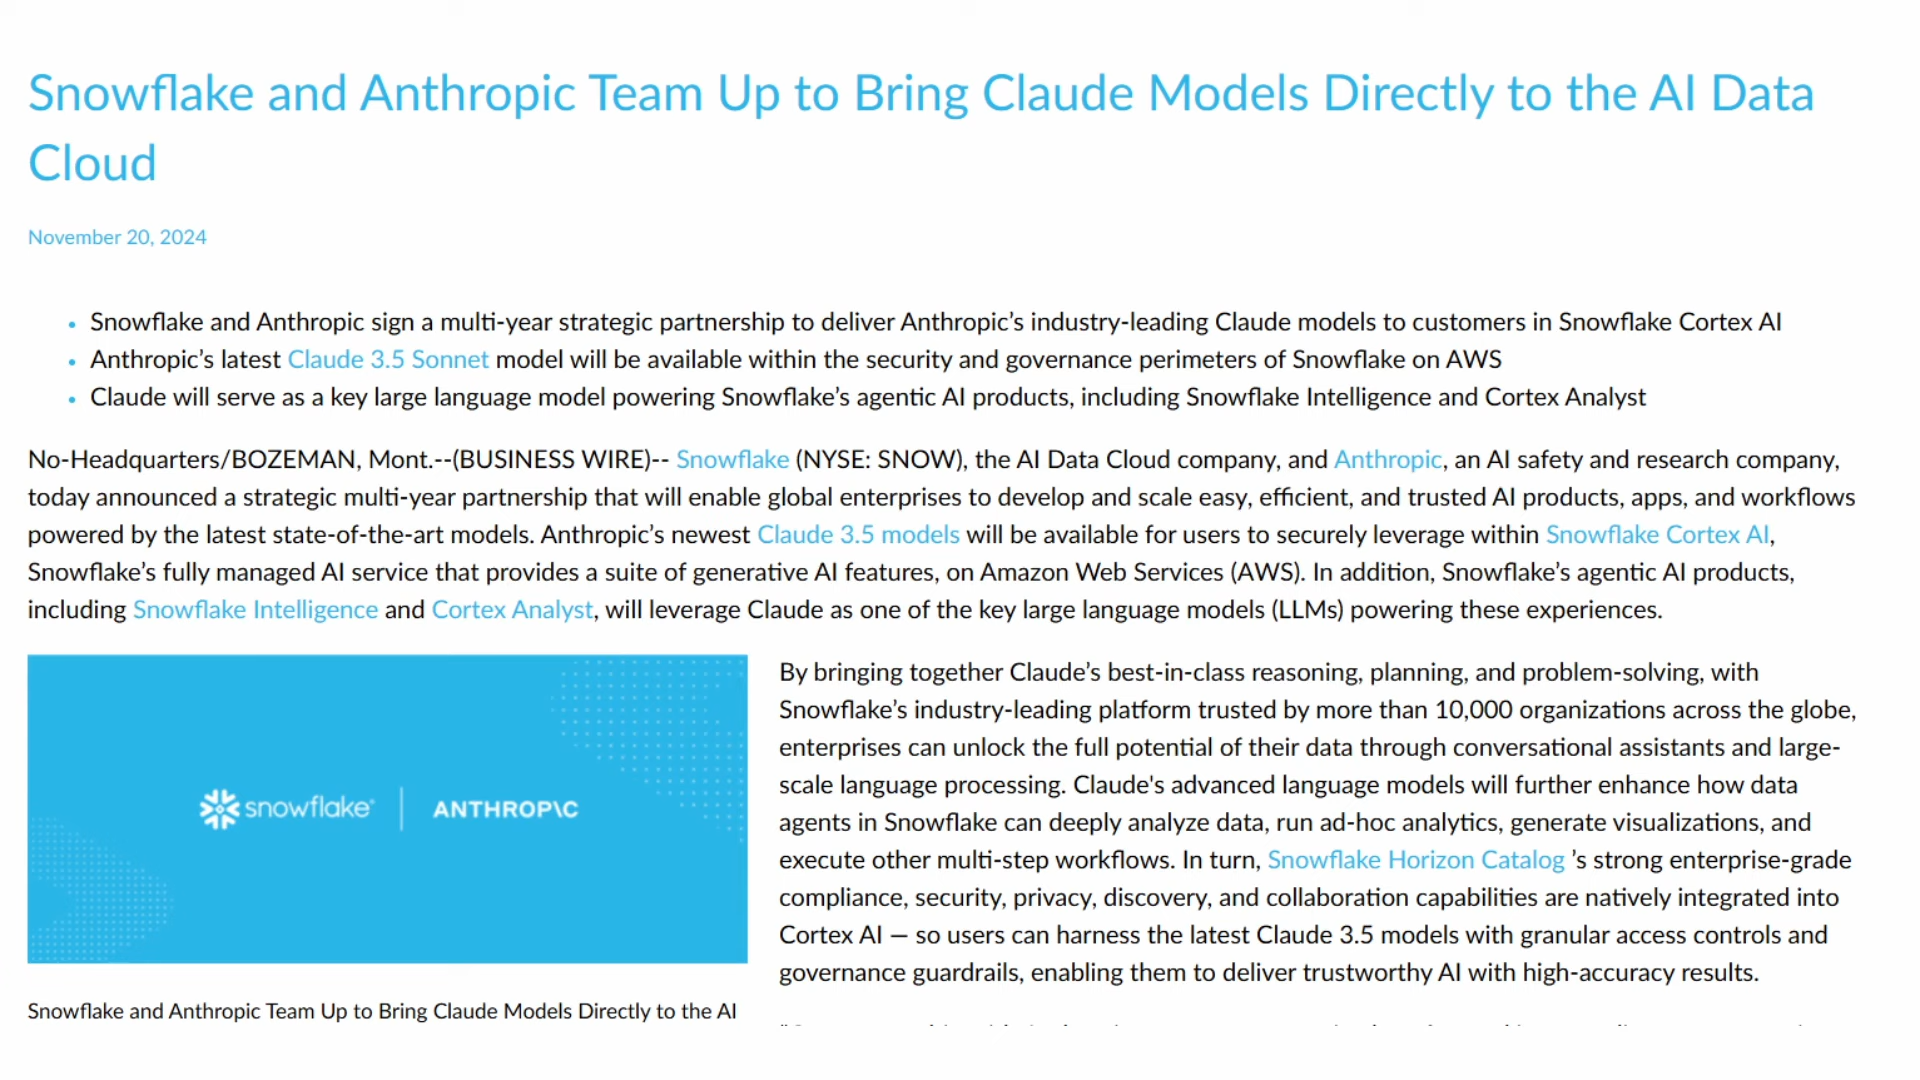 Snowflake and Anthropic Team Up to Bring Claude Models Directly to the AI Data
Cloud
November 20, 2024
• Snowflake and Anthropic sign a multi-year strategic partnership to deliver Anthropic’s industry-leading Claude models to customers in Snowflake Cortex AI
• Anthropic’s latest Claude 3.5 Sonnet model will be available within the security and governance perimeters of Snowflake on AWS
• Claude will serve as a key large language model powering Snowflake’s agentic AI products, including Snowflake Intelligence and Cortex Analyst
No-Headquarters/BOZEMAN, Mont.--(BUSINESS WIRE)-- Snowflake (NYSE: SNOW), the AI Data Cloud company, and Anthropic, an AI safety and research company,
today announced a strategic multi-year partnership that will enable global enterprises to develop and scale easy, efficient, and trusted AI products, apps, and workflows
powered by the latest state-of-the-art models. Anthropic’s newest Claude 3.5 models will be available for users to securely leverage within Snowflake Cortex AI,
Snowflake’s fully managed AI service that provides a suite of generative AI features, on Amazon Web Services (AWS). In addition, Snowflake’s agentic AI products,
including Snowflake Intelligence and Cortex Analyst, will leverage Claude as one of the key large language models (LLMs) powering these experiences.
snowflake® | ANTHROP\C
Snowflake and Anthropic Team Up to Bring Claude Models Directly to the AI
By bringing together Claude’s best-in-class reasoning, planning, and problem-solving, with
Snowflake’s industry-leading platform trusted by more than 10,000 organizations across the globe,
enterprises can unlock the full potential of their data through conversational assistants and large-
scale language processing. Claude's advanced language models will further enhance how data
agents in Snowflake can deeply analyze data, run ad-hoc analytics, generate visualizations, and
execute other multi-step workflows. In turn, Snowflake Horizon Catalog ’s strong enterprise-grade
compliance, security, privacy, discovery, and collaboration capabilities are natively integrated into
Cortex AI — so users can harness the latest Claude 3.5 models with granular access controls and
governance guardrails, enabling them to deliver trustworthy AI with high-accuracy results.